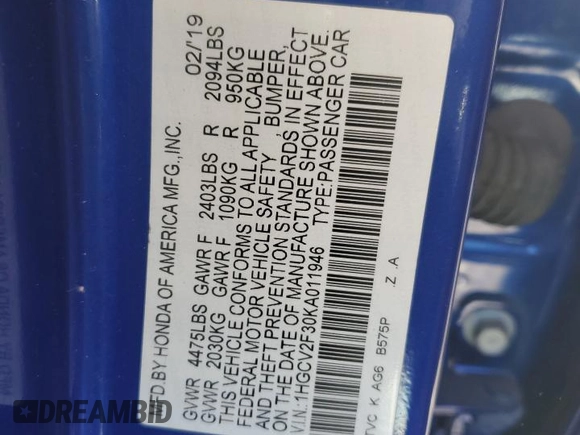 MFD.BY HONDA OF AMERICA MFG.,INC. 02/'19
GVWR 4475LBS GAWR F 2403LBS R 2094LBS
GVWR 2030KG GAWR F 1090KG R 950KG
THIS VEHICLE CONFORMS TO ALL APPLICABLE
FEDERAL MOTOR VEHICLE SAFETY BUMPER,
AND THEFT PREVENTION STANDARDS, IN EFFECT
ON THE DATE OF MANUFACTURE SHOWN ABOVE.
V.I.N: 1HGCV2F30KA011946 TYPE:PASSENGER CAR
TVC K AG6 B575P .Z .A
DREAMBID